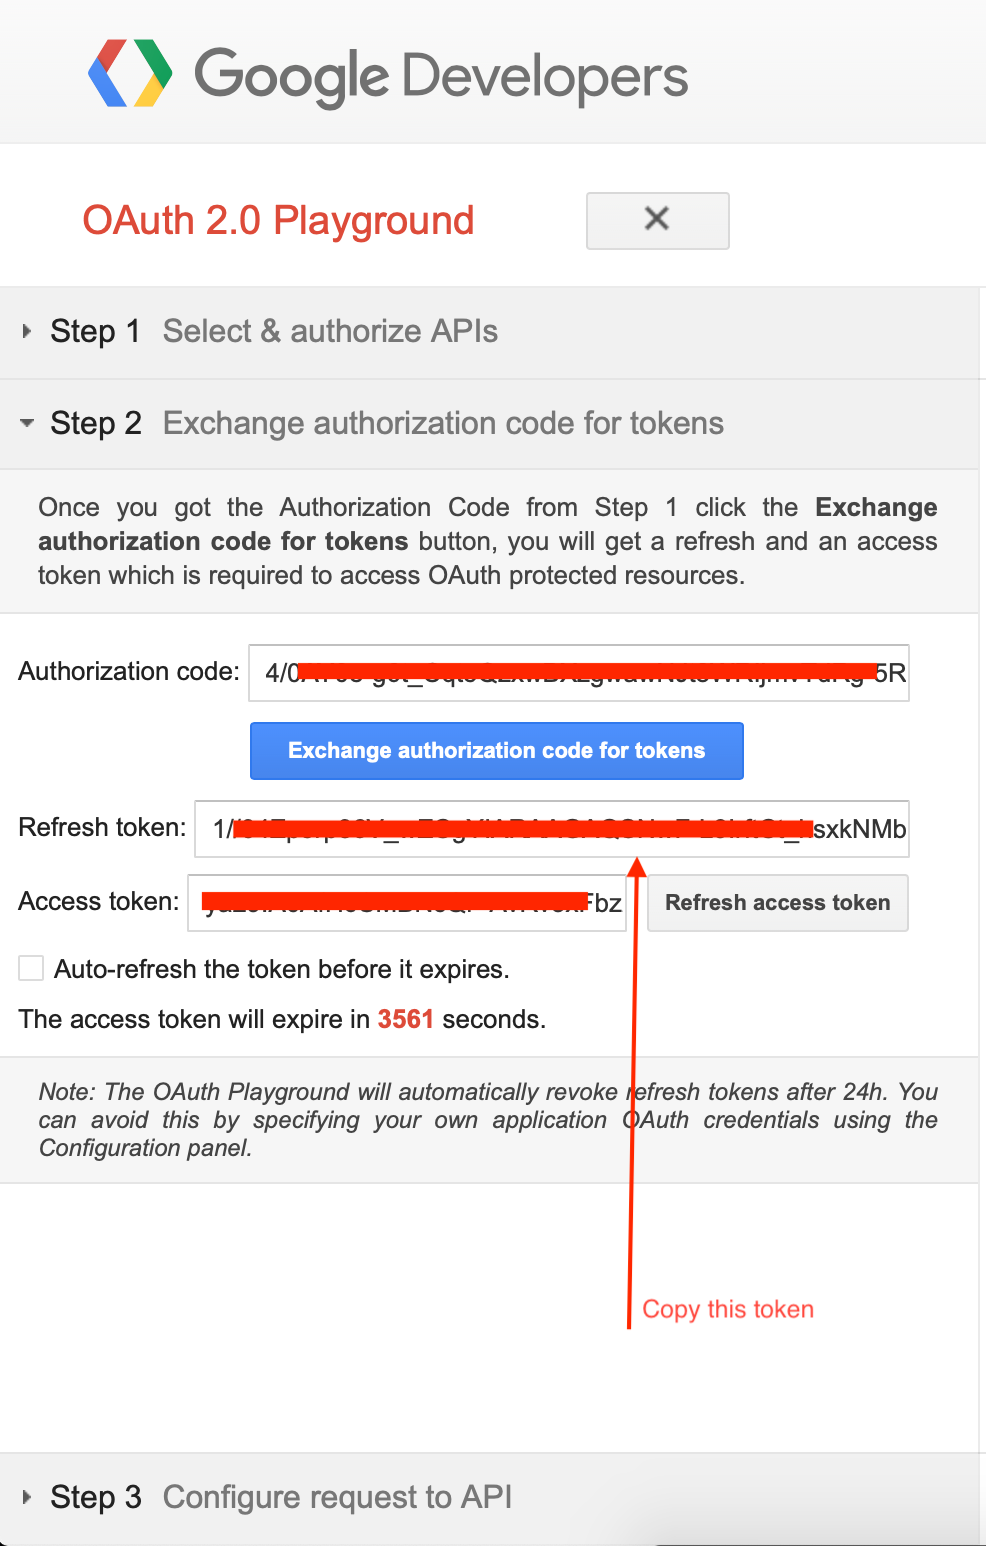 Google Developers
OAuth 2.0 Playground
Step 1 Select & authorize APIs
Step 2 Exchange authorization code for tokens
Once you got the Authorization Code from Step 1 click the Exchange
authorization code for tokens button, you will get a refresh and an access
token which is required to access OAuth protected resources.
Authorization code: 4/0 5R
Exchange authorization code for tokens
Refresh token: 1/ sxkNMb
Access token: bz Refresh access token
Auto-refresh the token before it expires.
The access token will expire in 3561 seconds.
Note: The OAuth Playground will automatically revoke refresh tokens after 24h. You
can avoid this by specifying your own application OAuth credentials using the
Configuration panel.
Copy this token
Step 3 Configure request to API